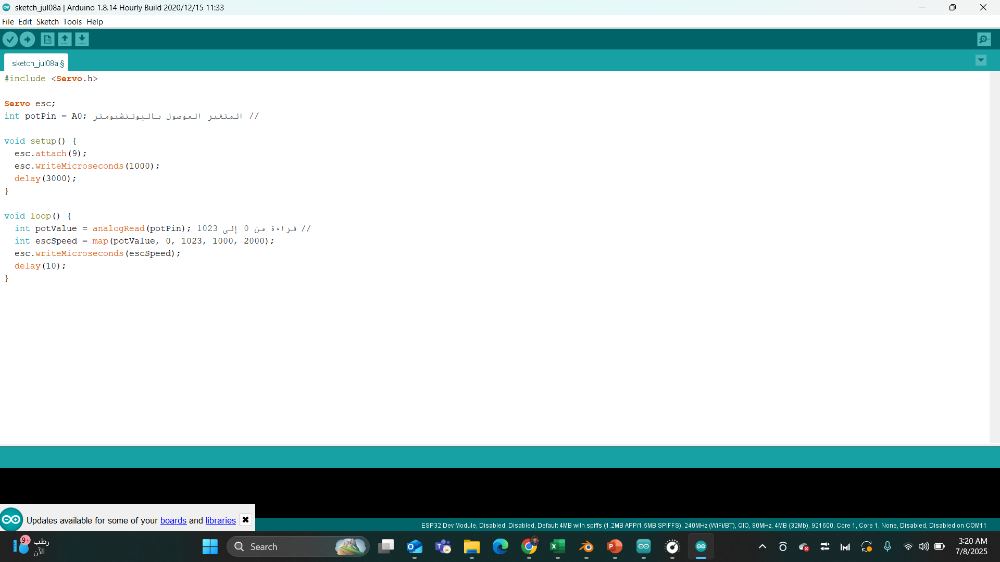 sketch_jul08a | Arduino 1.8.14 Hourly Build 2020/12/15 11:33
File Edit Sketch Tools Help
sketch_jul08a §
#include <Servo.h>
Servo esc;
int potPin = A0; // المتغير الموصول بالبوتنشيومتر
void setup() {
  esc.attach(9);
  esc.writeMicroseconds(1000);
  delay(3000);
}
void loop() {
  int potValue = analogRead(potPin); // قراءة من 0 إلى 1023
  int escSpeed = map(potValue, 0, 1023, 1000, 2000);
  esc.writeMicroseconds(escSpeed);
  delay(10);
}
Updates available for some of your boards and libraries
ESP32 Dev Module, Disabled, Disabled, Default 4MB with spiffs (1.2MB APP/1.5MB SPIFFS), 240MHz (WiFi/BT), QIO, 80MHz, 4MB (32Mb), 921600, Core 1, Core 1, None, Disabled, Disabled on COM11
9+
رطب
الآن
Search
3:20 AM
7/8/2025